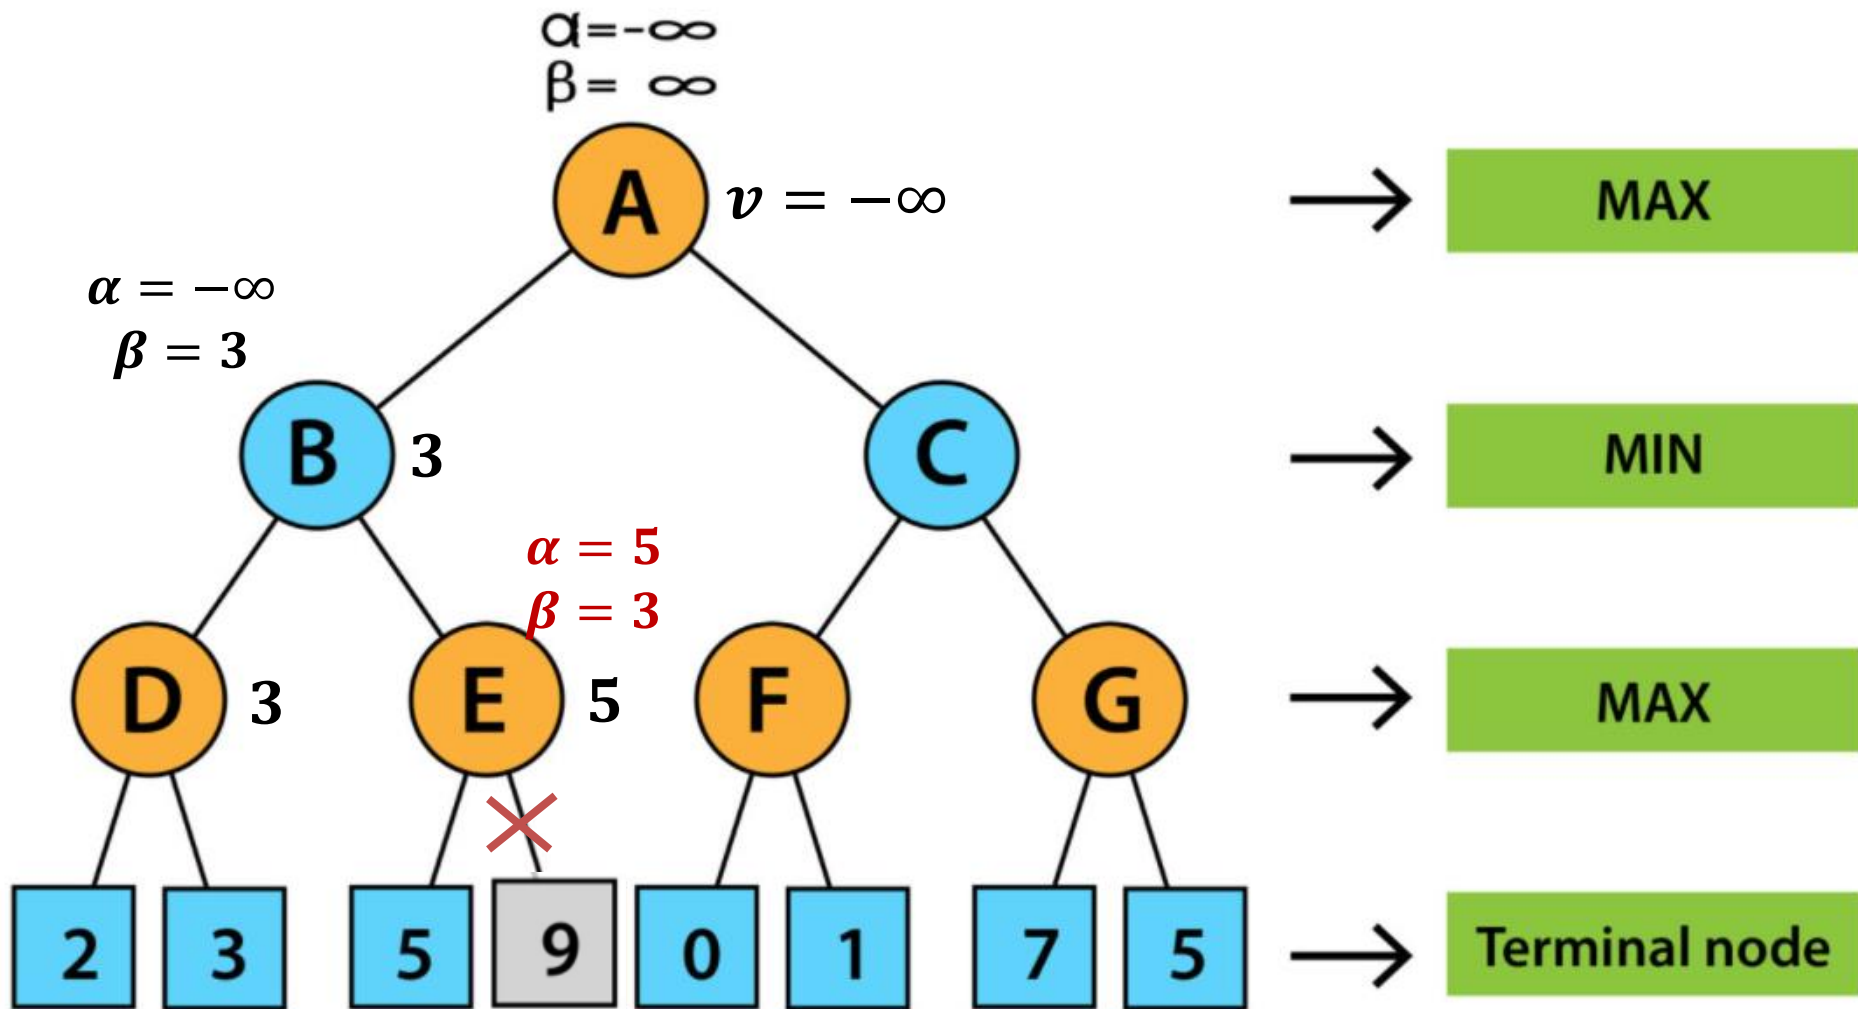 α=-∞
β= ∞
A
v = −∞
MAX
α = −∞
β = 3
B
3
C
MIN
α = 5
β = 3
D
3
E
5
F
G
MAX
2
3
5
9
0
1
7
5
Terminal node